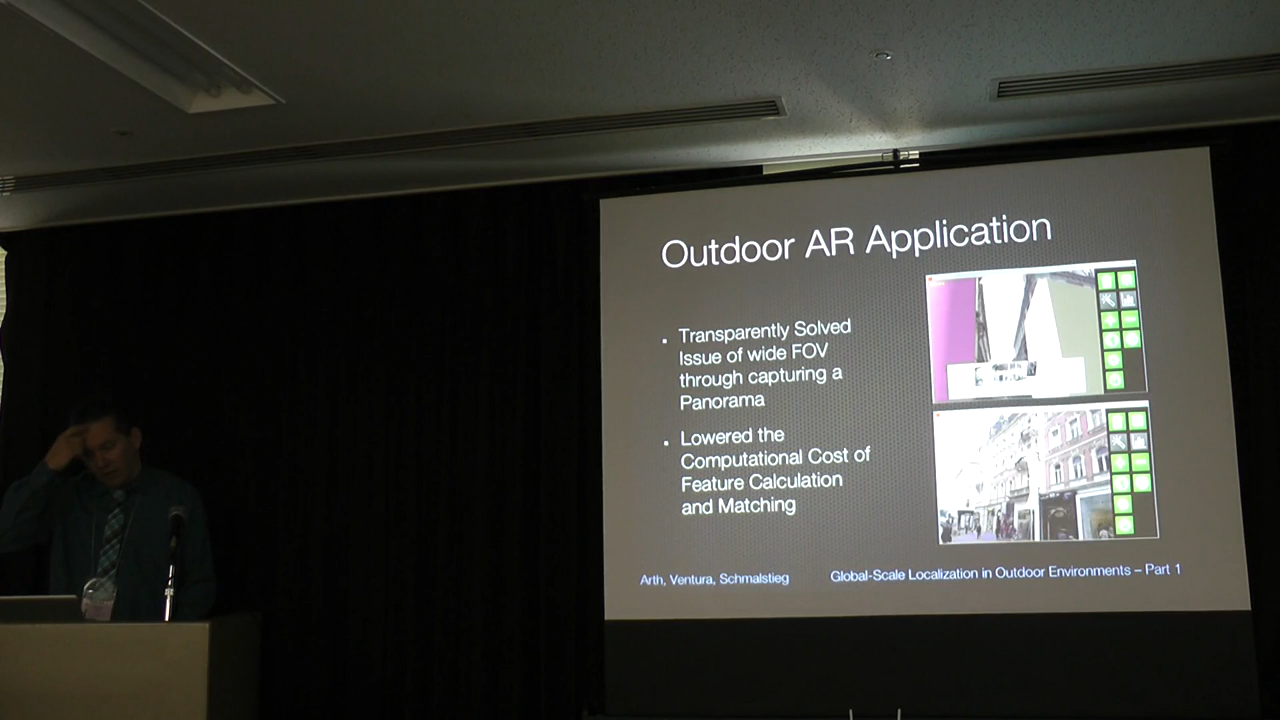 Outdoor AR Application
Transparently Solved
Issue of wide FOV
through capturing a
Panorama
Lowered the
Computational Cost of
Feature Calculation
and Matching
Arth, Ventura, Schmalstieg
Global-Scale Localization in Outdoor Environments – Part 1